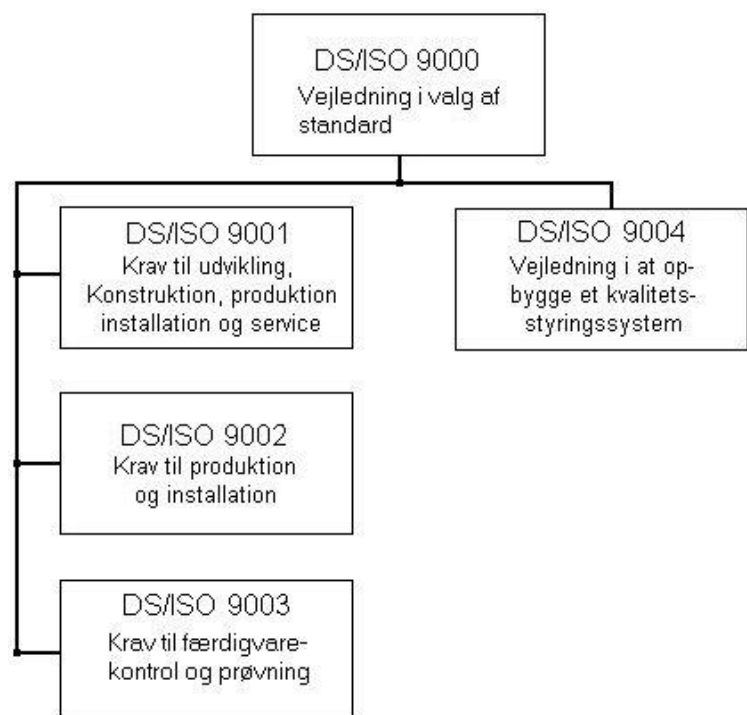 DS/ISO 9000
Vejledning i valg af
standard
DS/ISO 9001
Krav til udvikling,
Konstruktion, produktion
installation og service
DS/ISO 9004
Vejledning i at op-
bygge et kvalitets-
styringssystem
DS/ISO 9002
Krav til produktion
og installation
DS/ISO 9003
Krav til færdigvare-
kontrol og prøvning